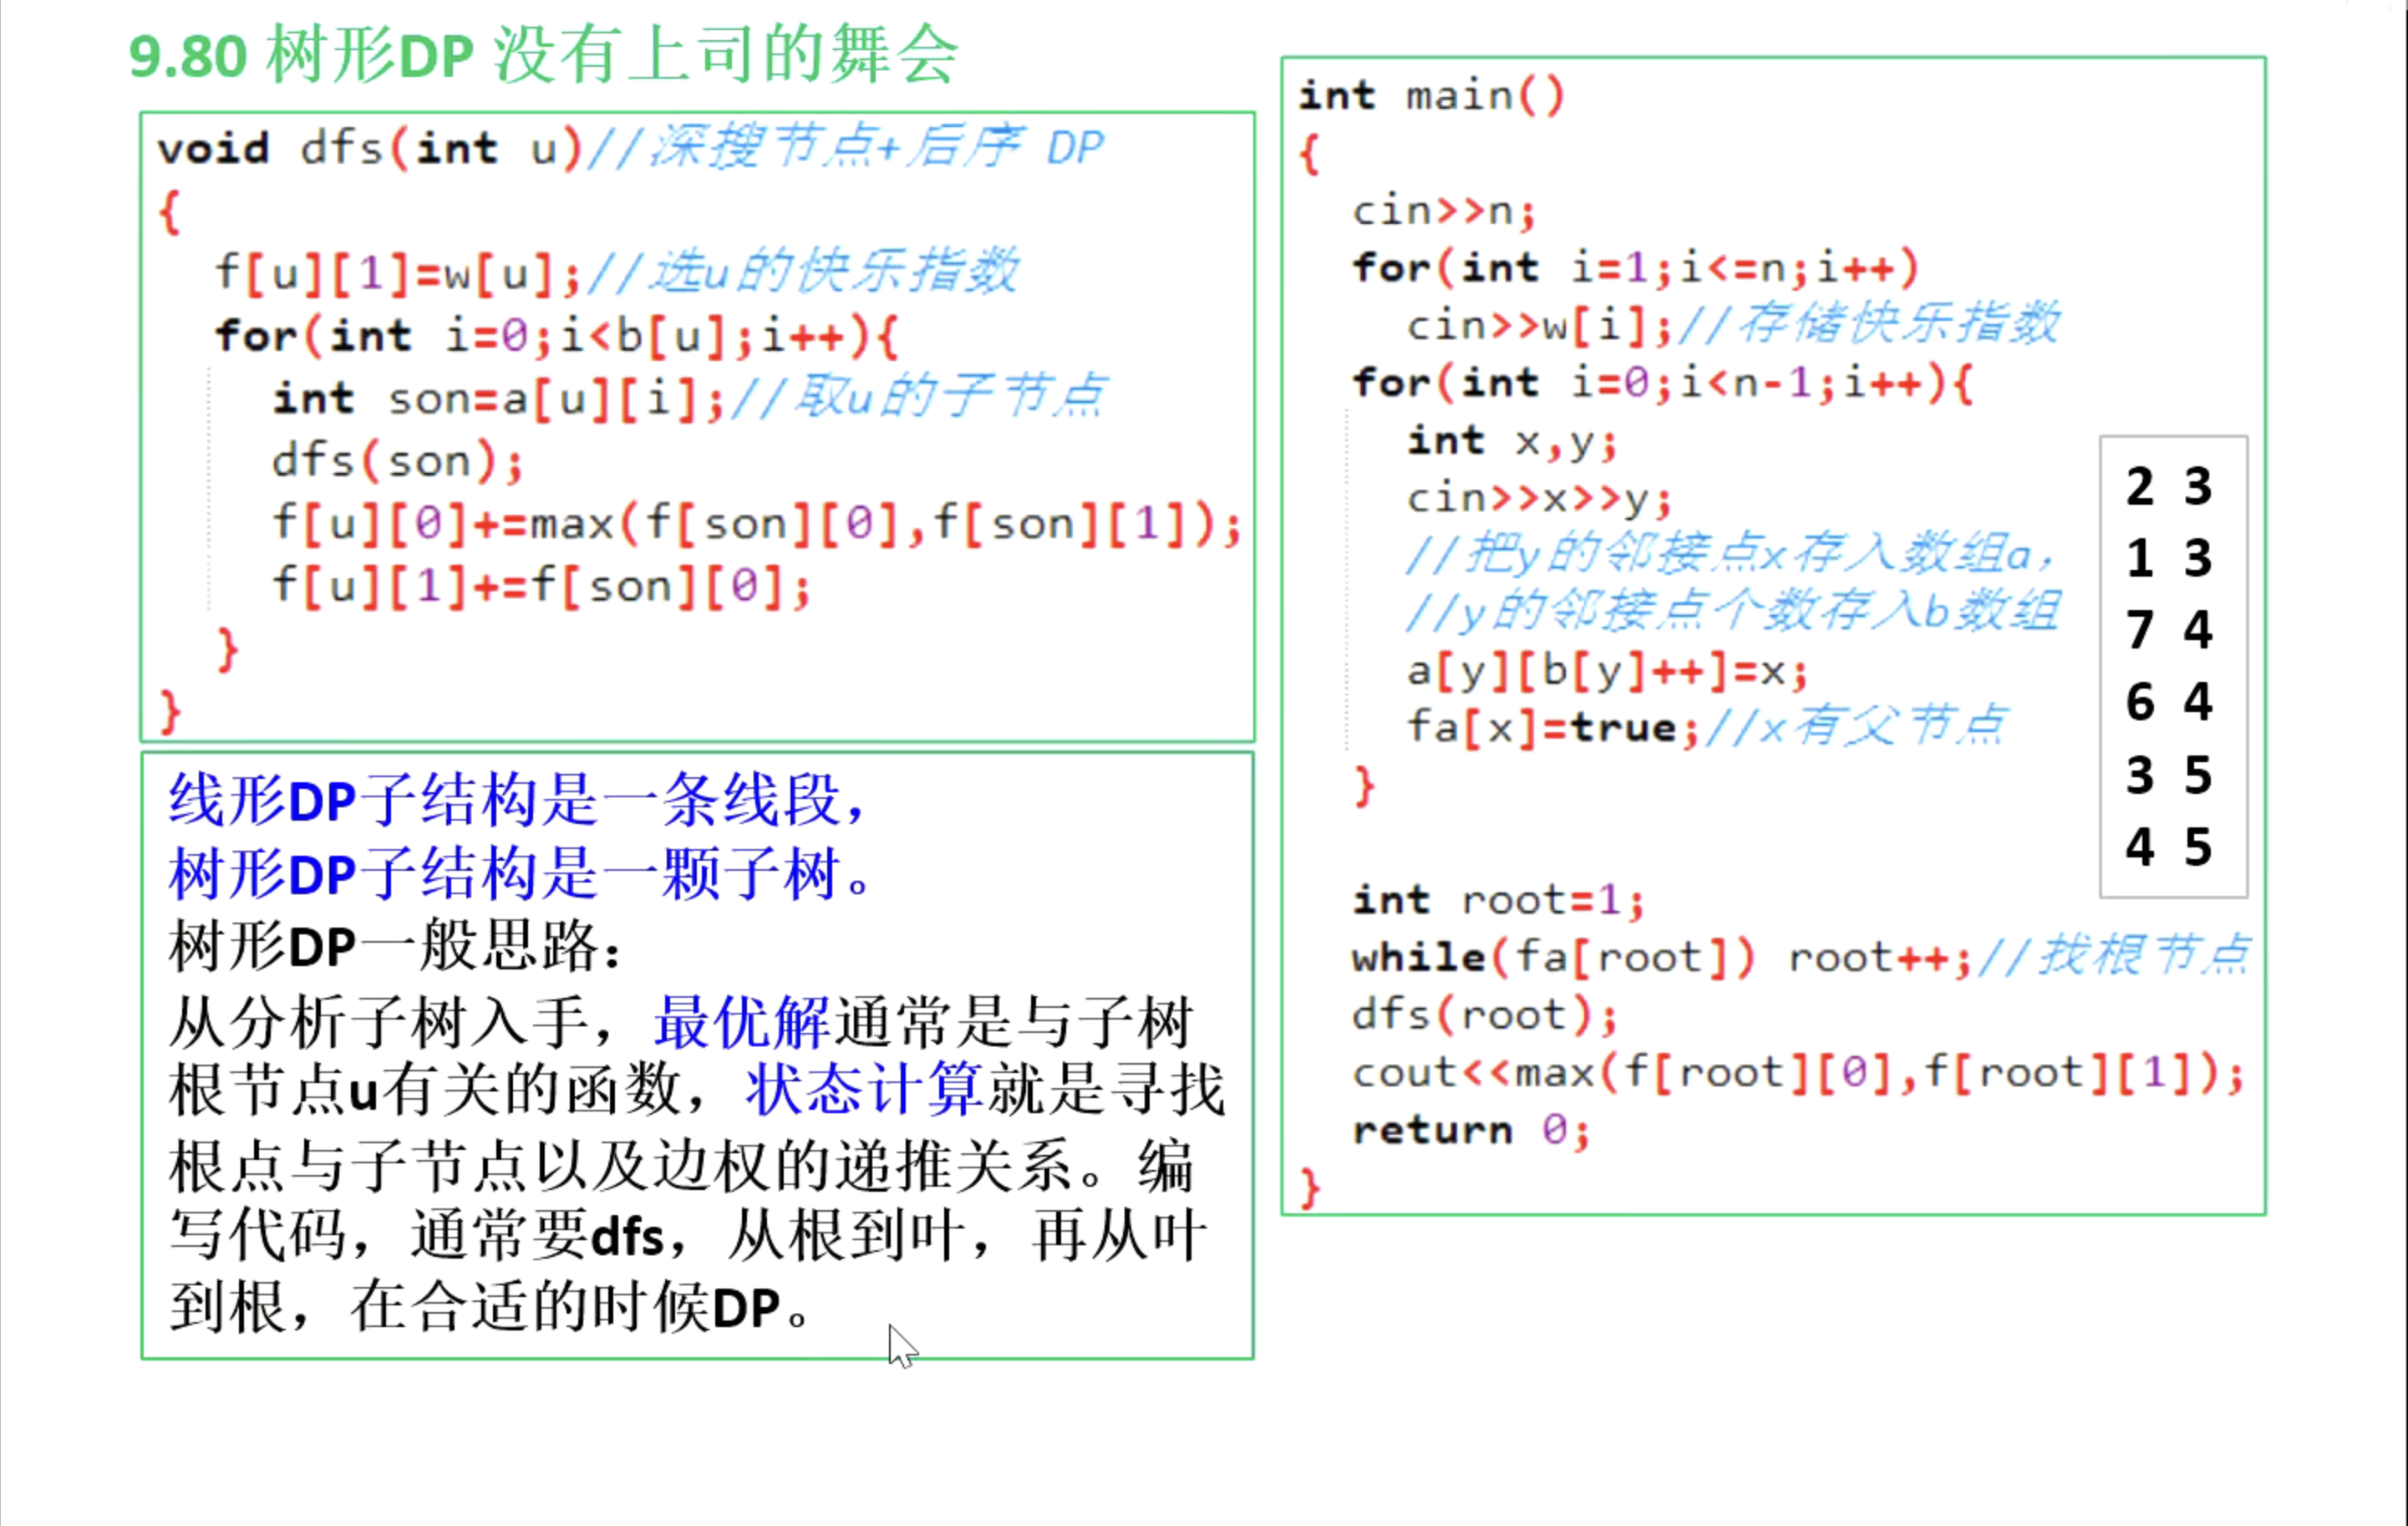 9.80 树形DP 没有上司的舞会
void dfs(int u)//深搜节点+后序 DP
{
f[u][1]=w[u];//选u的快乐指数
for(int i=0;i<b[u];i++){
int son=a[u][i];//取u的子节点
dfs(son);
f[u][0]+=max(f[son][0],f[son][1]);
f[u][1]+=f[son][0];
}
}
线形DP子结构是一条线段，
树形DP子结构是一颗子树。
树形DP一般思路：
从分析子树入手，最优解通常是与子树
根节点u有关的函数，状态计算就是寻找
根点与子节点以及边权的递推关系。编
写代码，通常要dfs，从根到叶，再从叶
到根，在合适的时候DP。
int main()
{
cin>>n;
for(int i=1;i<=n;i++)
cin>>w[i];//存储快乐指数
for(int i=0;i<n-1;i++){
int x,y;
cin>>x>>y;
//把y的邻接点x存入数组a，
//y的邻接点个数存入b数组
a[y][b[y]++]=x;
fa[x]=true;//x有父节点
}
int root=1;
while(fa[root]) root++;//找根节点
dfs(root);
cout<<max(f[root][0],f[root][1]);
return 0;
}
2 3
1 3
7 4
6 4
3 5
4 5